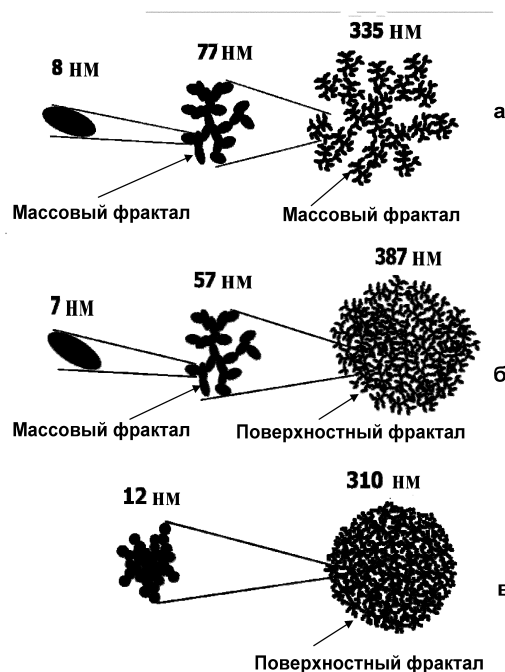 335 НМ
77 НМ
8 НМ
а
Массовый фрактал Массовый фрактал
387 НМ
57 НМ
7 НМ
б
Массовый фрактал Поверхностный фрактал
310 НМ
12 НМ
в
Поверхностный фрактал